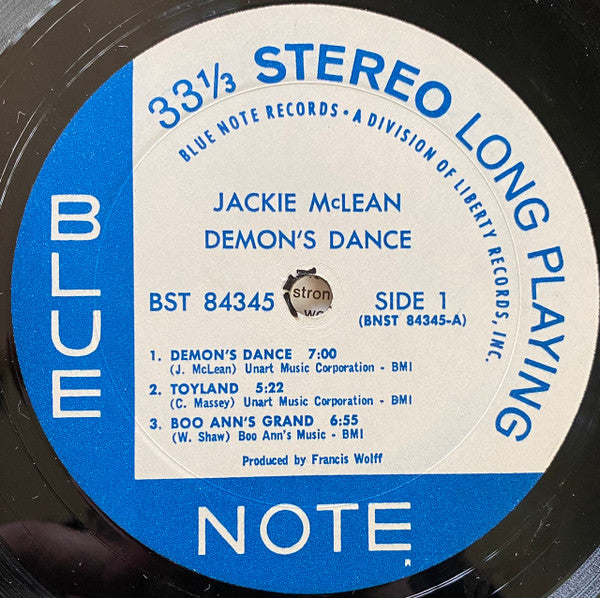 33⅓ STEREO LONG PLAYING
BLUE NOTE RECORDS • A DIVISION OF LIBERTY RECORDS, INC.
JACKIE McLEAN
DEMON'S DANCE
BST 84345
SIDE 1
(BNST 84345-A)
1. DEMON'S DANCE 7:00
(J. McLean) Unart Music Corporation - BMI
2. TOYLAND 5:22
(C. Massey) Unart Music Corporation - BMI
3. BOO ANN'S GRAND 6:55
(W. Shaw) Boo Ann's Music - BMI
Produced by Francis Wolff
BLUE
NOTE
R
stron